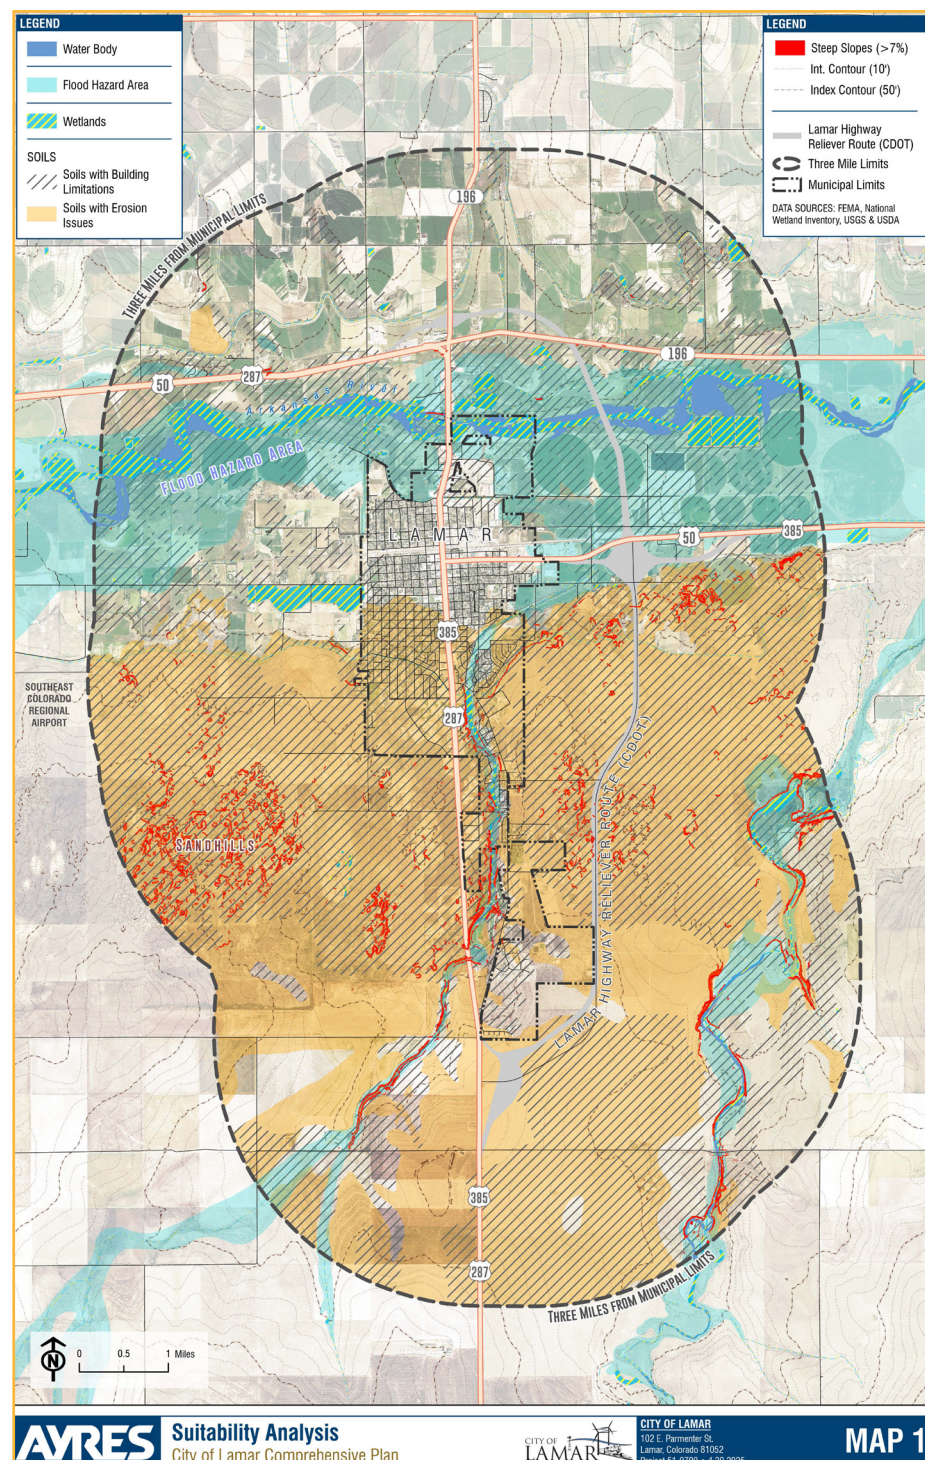 LEGEND
Water Body
Flood Hazard Area
Wetlands
SOILS
Soils with Building
Limitations
Soils with Erosion
Issues
LEGEND
Steep Slopes (>7%)
Int. Contour (10')
Index Contour (50')
Lamar Highway
Reliever Route (CDOT)
Three Mile Limits
Municipal Limits
DATA SOURCES: FEMA, National
Wetland Inventory, USGS & USDA
196
THREE MILES FROM MUNICIPAL LIMITS
196
50
287
Arkansas River
FLOOD HAZARD AREA
LAMAR
50
385
385
SOUTHEAST
COLORADO
REGIONAL
AIRPORT
287
SANDHILLS
LAMAR HIGHWAY RELIEVER ROUTE (CDOT)
385
287
THREE MILES FROM MUNICIPAL LIMITS
N
0 0.5 1 Miles
AYRES
Suitability Analysis
City of Lamar Comprehensive Plan
CITY OF
LAMAR
CITY OF LAMAR
102 E. Parmenter St.
Lamar, Colorado 81052
MAP 1